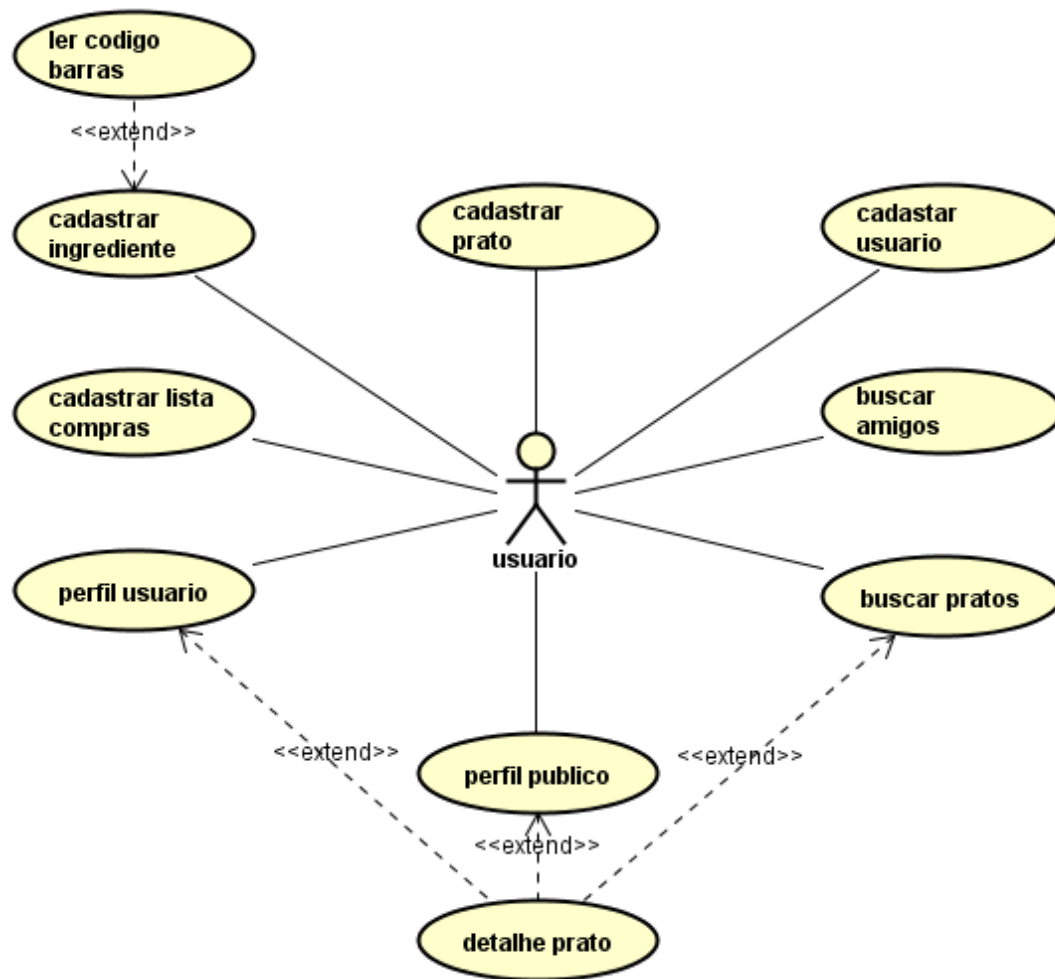 ler codigo
barras
<<extend>>
cadastrar
ingrediente
cadastrar
prato
cadastar
usuario
cadastrar lista
compras
buscar
amigos
usuario
perfil usuario
buscar pratos
<<extend>>
<<extend>>
perfil publico
<<extend>>
detalhe prato